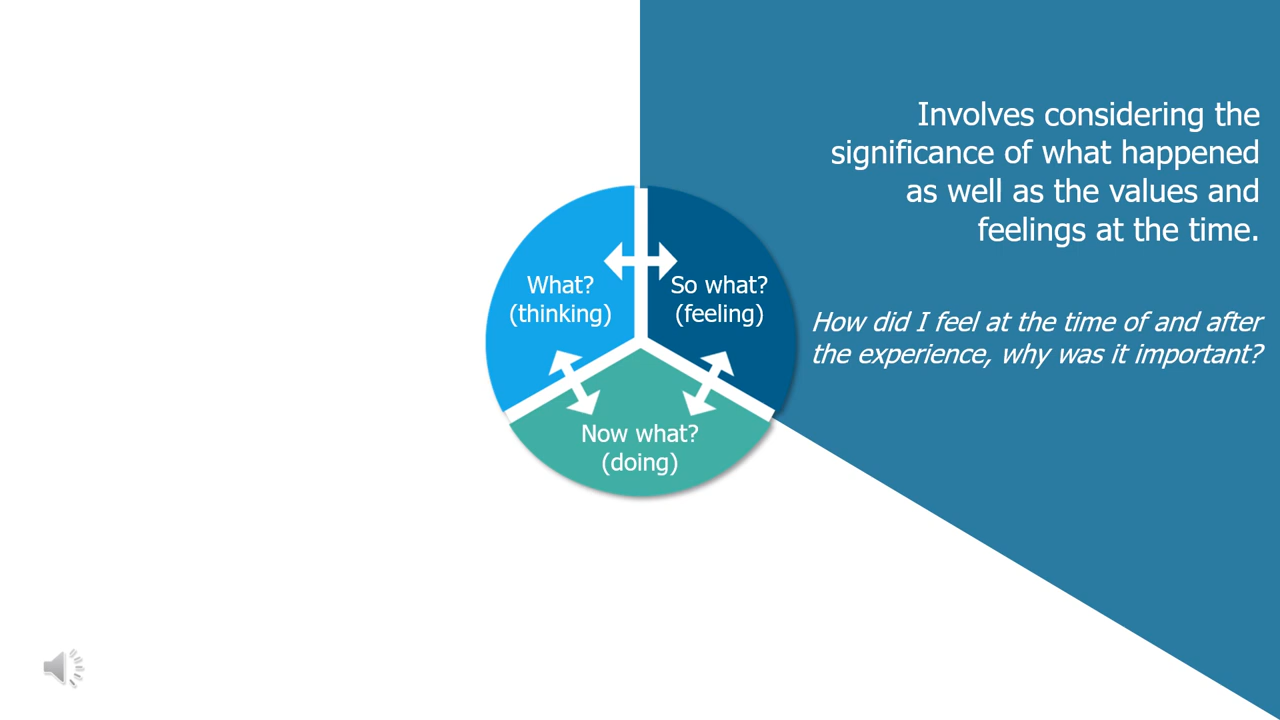 Involves considering the
significance of what happened
as well as the values and
feelings at the time.
What?
(thinking)
So what?
(feeling)
How did I feel at the time of and after
the experience, why was it important?
Now what?
(doing)